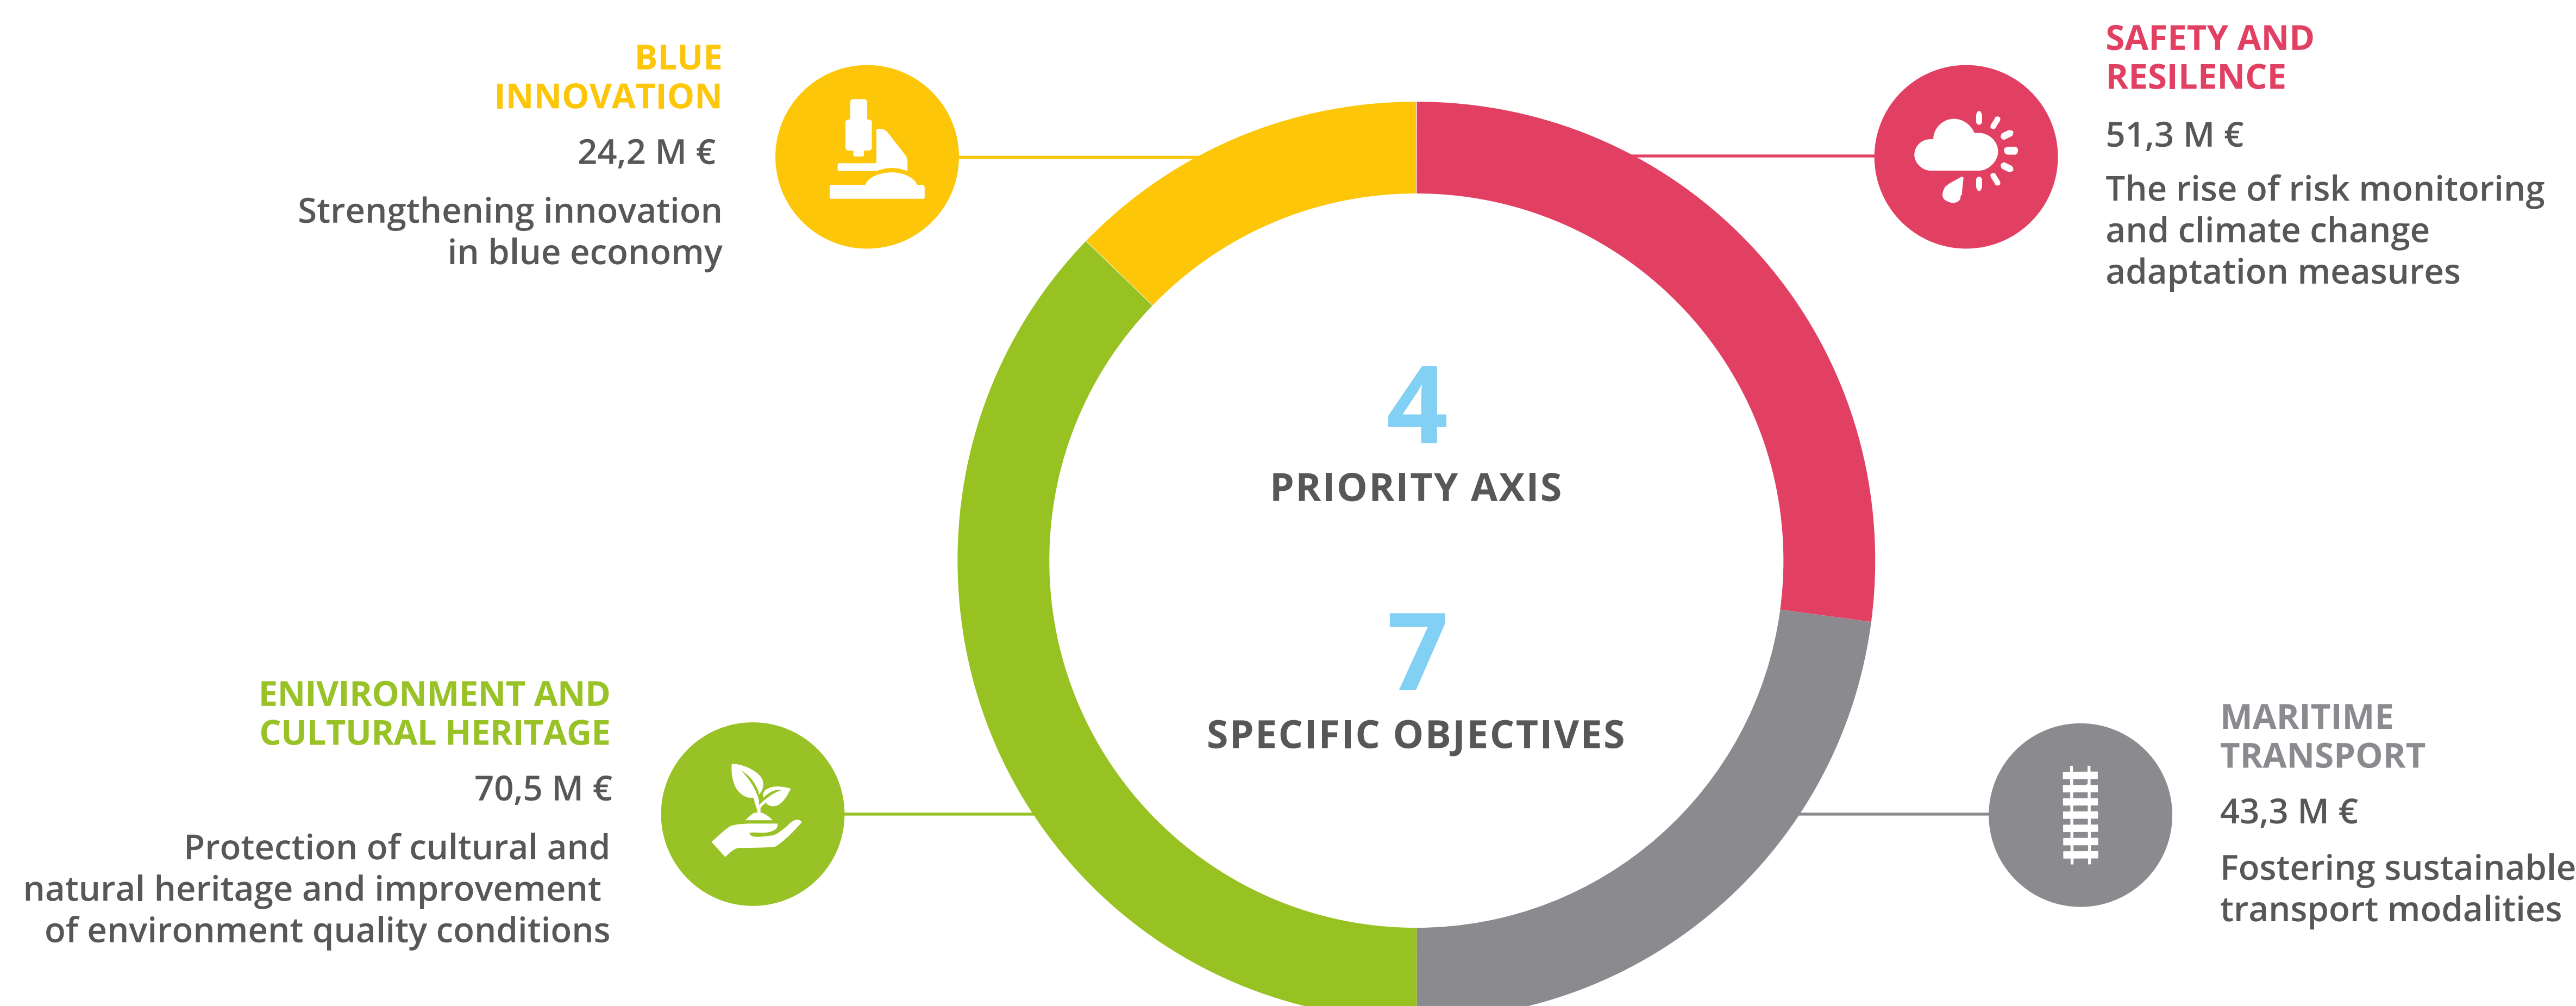 BLUE
INNOVATION
24,2 M €
Strengthening innovation
in blue economy
SAFETY AND
RESILENCE
51,3 M €
The rise of risk monitoring
and climate change
adaptation measures
4
PRIORITY AXIS
7
SPECIFIC OBJECTIVES
ENIVIRONMENT AND
CULTURAL HERITAGE
70,5 M €
Protection of cultural and
natural heritage and improvement
of environment quality conditions
MARITIME
TRANSPORT
43,3 M €
Fostering sustainable
transport modalities